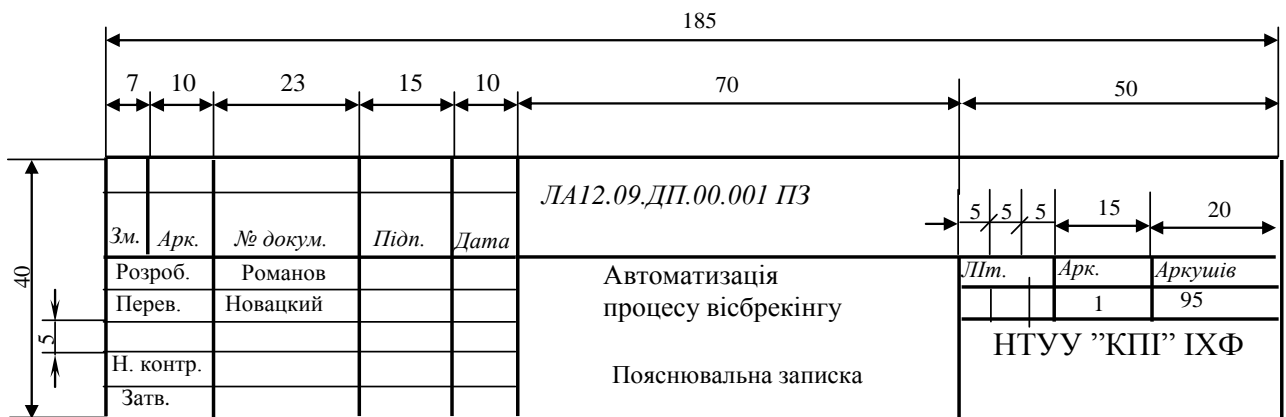 185
7 10 23 15 10 70 50
ЛА12.09.ДП.00.001 ПЗ
5 5 5 15 20
Зм. Арк. № докум. Підп. Дата
40
Розроб. Романов
Автоматизація
ЛІт. Арк. Аркушів
Перев. Новацкий
процесу вісбрекінгу
1 95
5
НТУУ ”КПІ” ІХФ
Н. контр.
Пояснювальна записка
Затв.